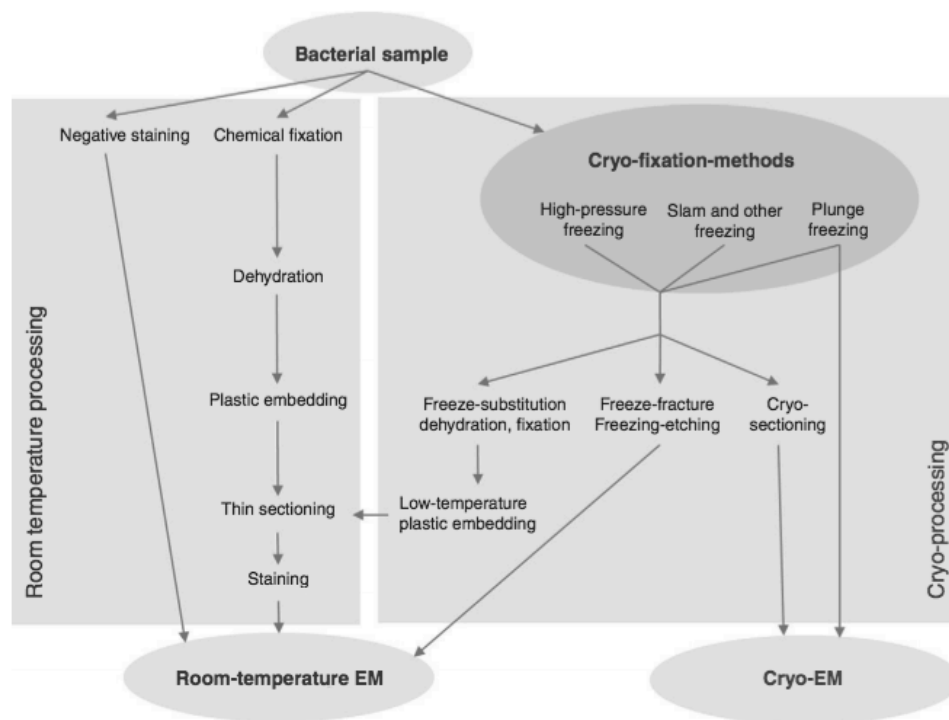 Bacterial sample
Negative staining
Chemical fixation
Cryo-fixation-methods
High-pressure
freezing
Slam and other
freezing
Plunge
freezing
Dehydration
Plastic embedding
Freeze-substitution
dehydration, fixation
Freeze-fracture
Freezing-etching
Cryo-
sectioning
Thin sectioning
Low-temperature
plastic embedding
Staining
Room temperature processing
Cryo-processing
Room-temperature EM
Cryo-EM